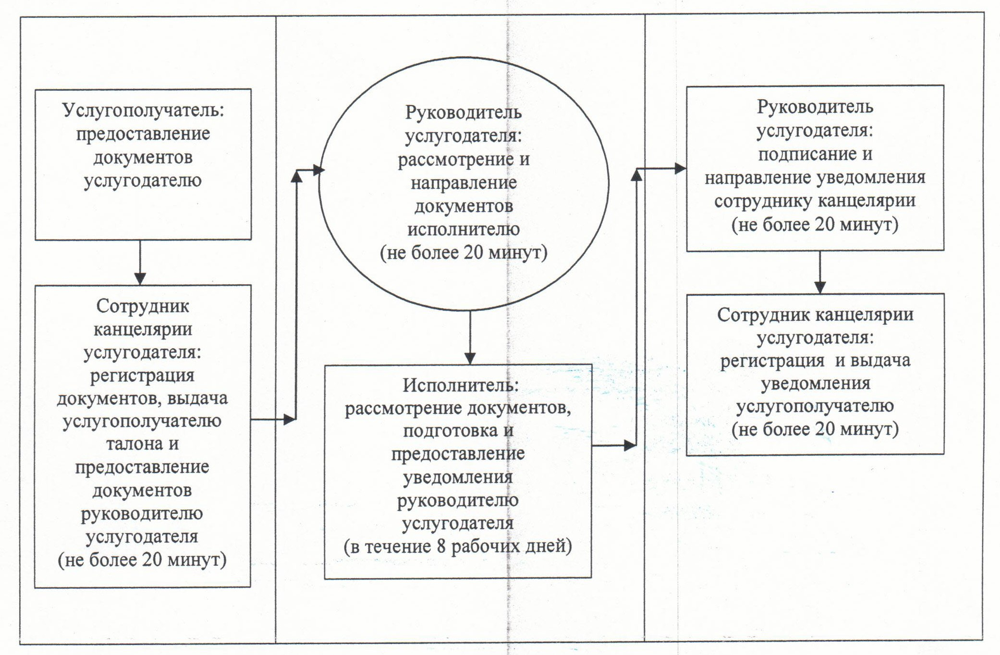 Услугополучатель:
предоставление
документов
услугодателю
Сотрудник
канцелярии
услугодателя:
регистрация
документов, выдача
услугополучателю
талона и
предоставление
документов
руководителю
услугодателя
(не более 20 минут)
Руководитель
услугодателя:
рассмотрение и
направление
документов
исполнителю
(не более 20 минут)
Исполнитель:
рассмотрение документов,
подготовка и
предоставление
уведомления
руководителю
услугодателя
(в течение 8 рабочих дней)
Руководитель
услугодателя:
подписание и
направление уведомления
сотруднику канцелярии
(не более 20 минут)
Сотрудник канцелярии
услугодателя:
регистрация  и выдача
уведомления
услугополучателю
(не более 20 минут)